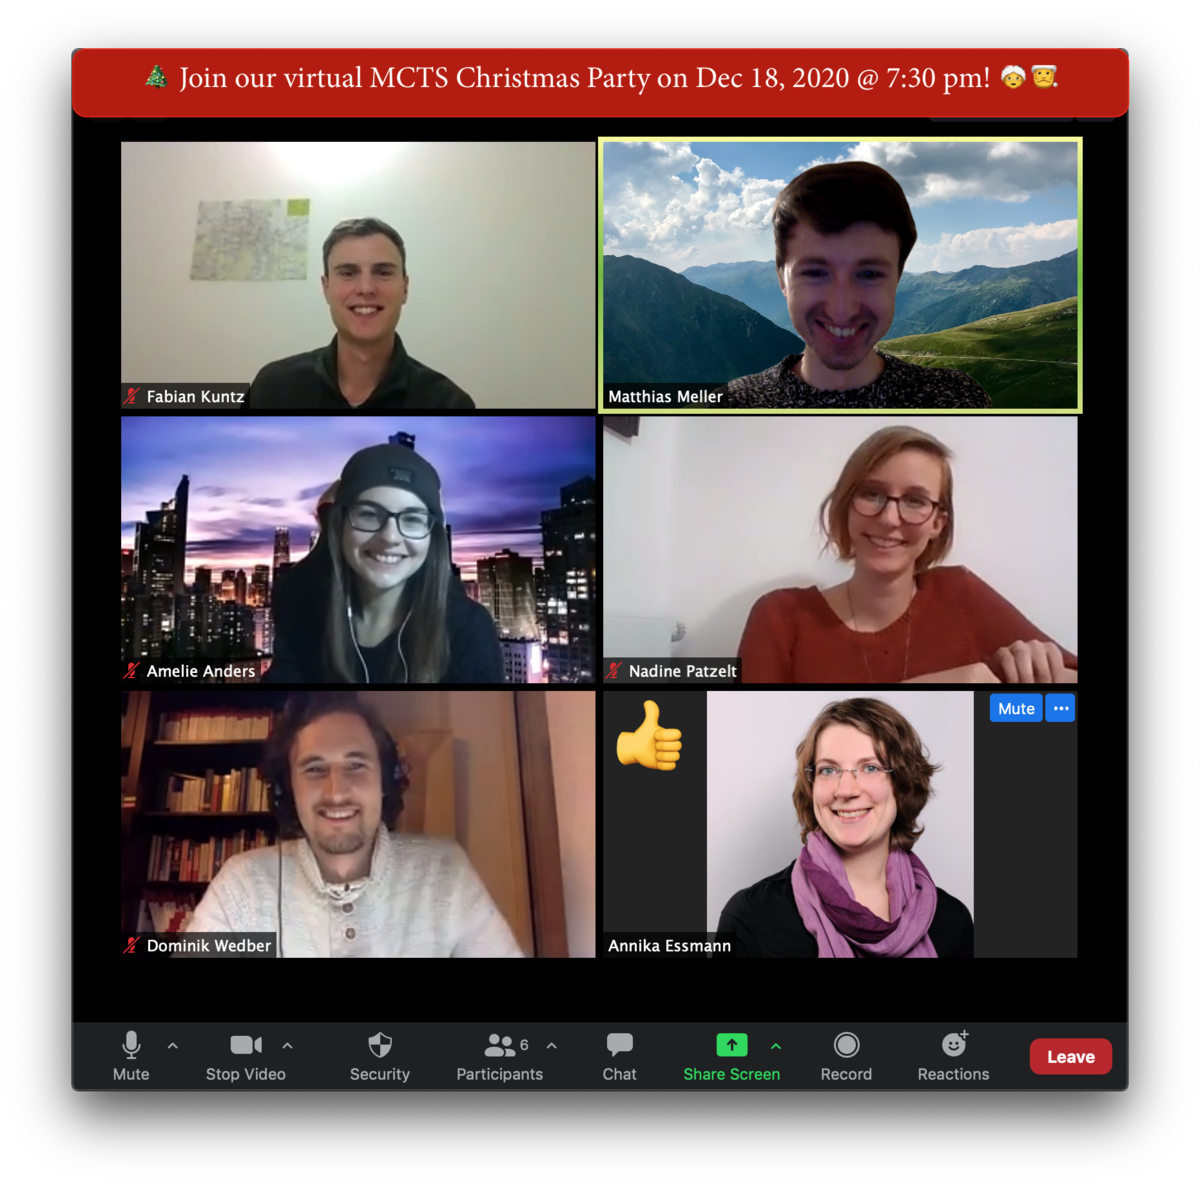 🎄 Join our virtual MCTS Christmas Party on Dec 18, 2020 @ 7:30 pm! 🤶🎅
Fabian Kuntz
Matthias Meller
Amelie Anders
Nadine Patzelt
Mute ···
Dominik Wedber
Annika Essmann
Mute
Stop Video
Security
6
Participants
Chat
Share Screen
Record
Reactions
Leave